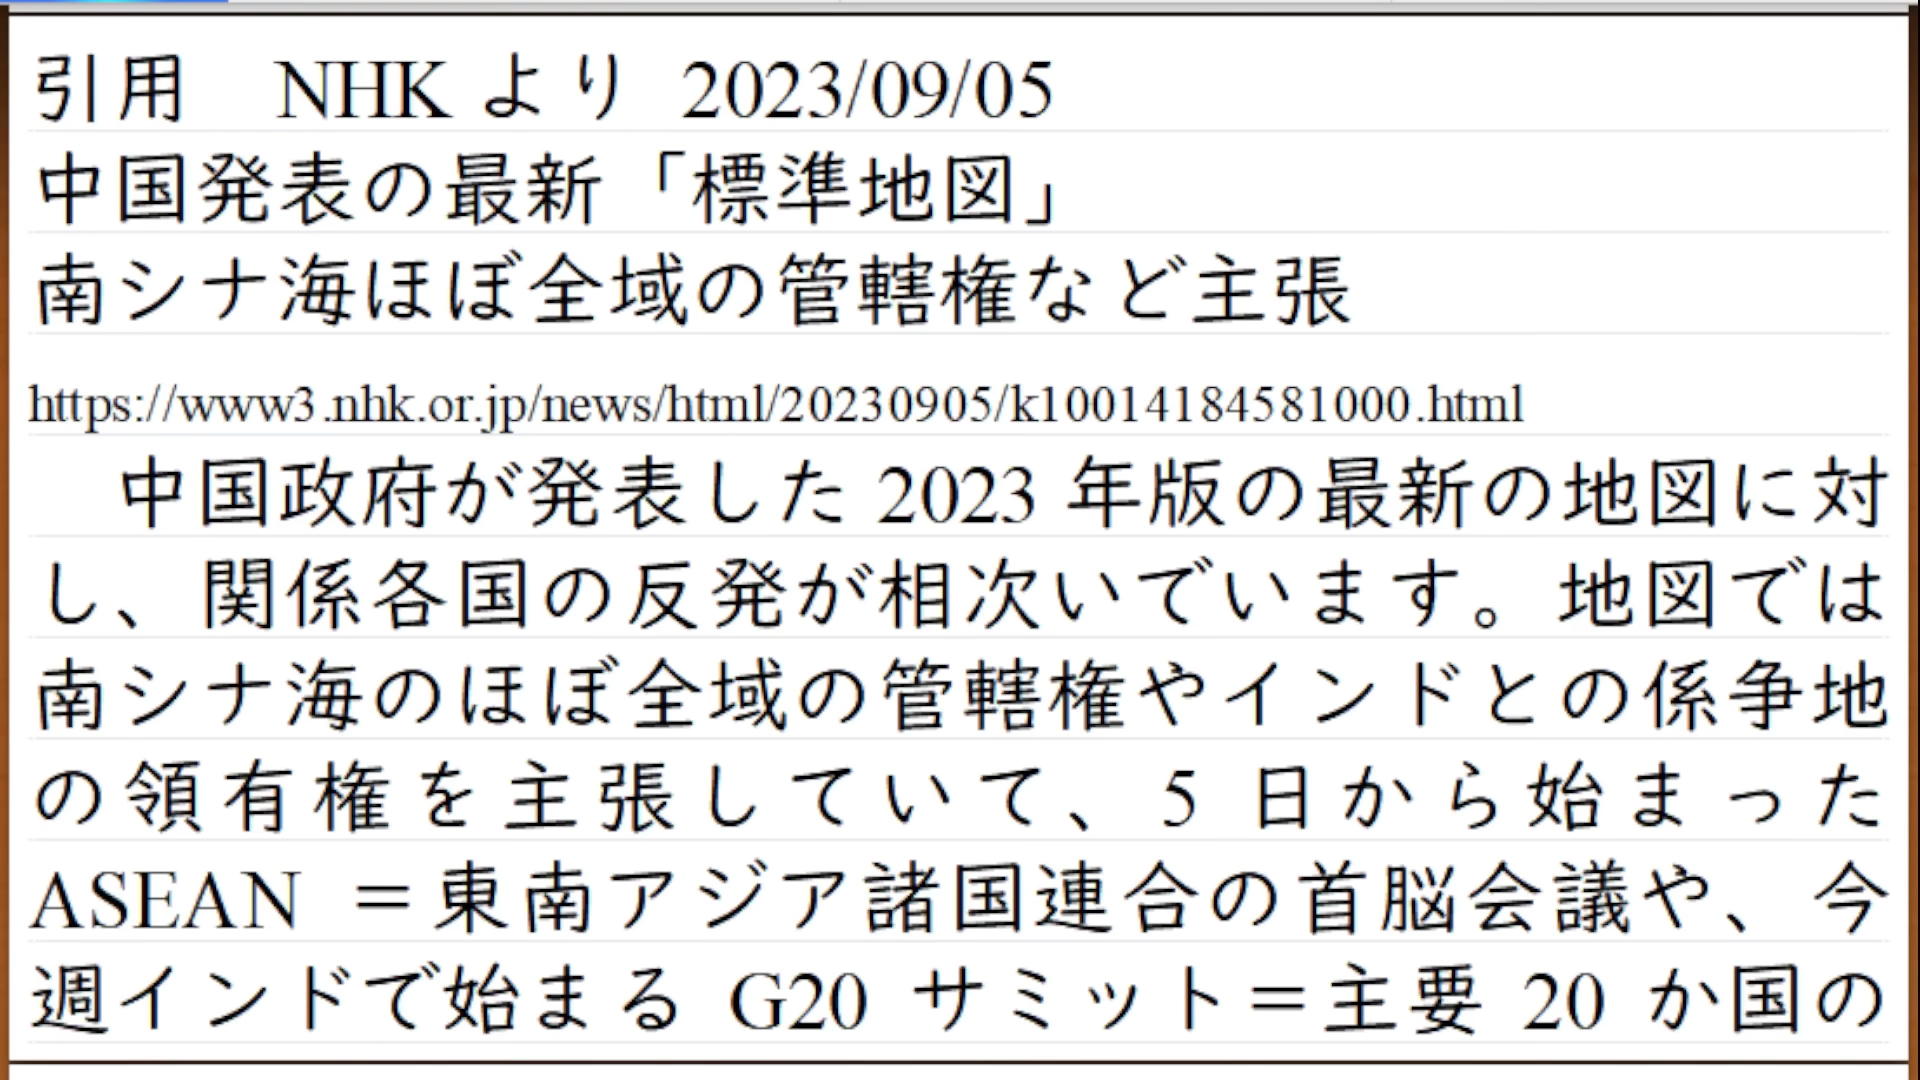 引用　NHK より 2023/09/05
中国発表の最新「標準地図」
南シナ海ほぼ全域の管轄権など主張
https://www3.nhk.or.jp/news/html/20230905/k10014184581000.html
　中国政府が発表した 2023 年版の最新の地図に対
し、関係各国の反発が相次いでいます。地図では
南シナ海のほぼ全域の管轄権やインドとの係争地
の領有権を主張していて、5 日から始まった
ASEAN ＝東南アジア諸国連合の首脳会議や、今
週インドで始まる G20 サミット＝主要 20 か国の